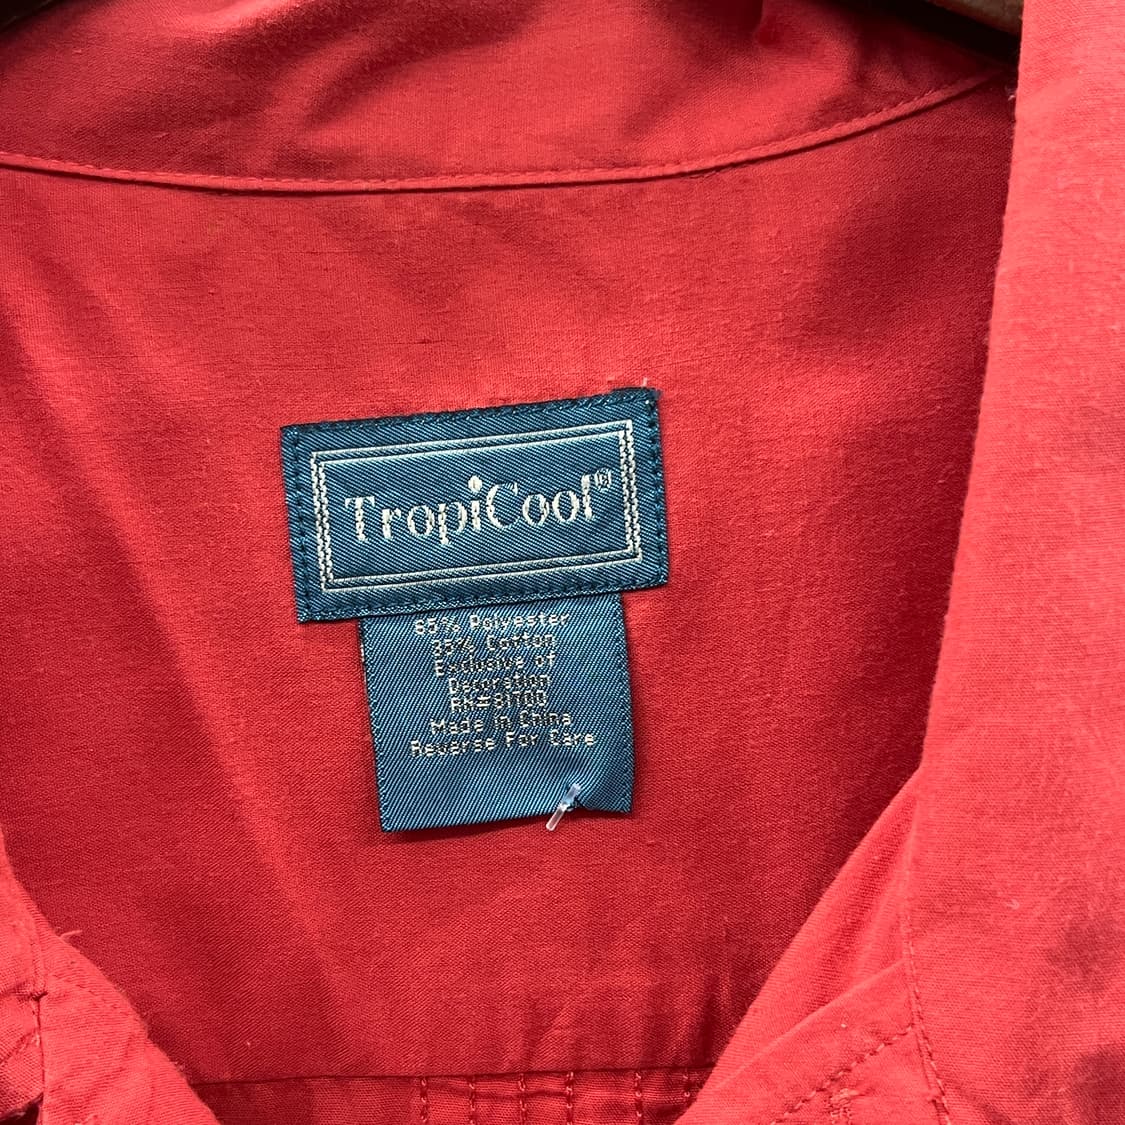 TropiCool®
65% Polyester
35% Cotton
Exclusive of
Decoration
RN=81700
Made In China
Reverse For Care